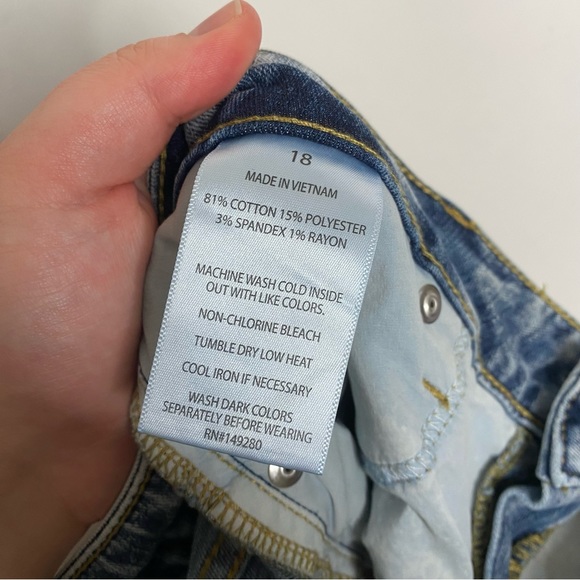 18
MADE IN VIETNAM
81% COTTON 15% POLYESTER
3% SPANDEX 1% RAYON
MACHINE WASH COLD INSIDE
OUT WITH LIKE COLORS.
NON-CHLORINE BLEACH
TUMBLE DRY LOW HEAT
COOL IRON IF NECESSARY
WASH DARK COLORS
SEPARATELY BEFORE WEARING
RN#149280